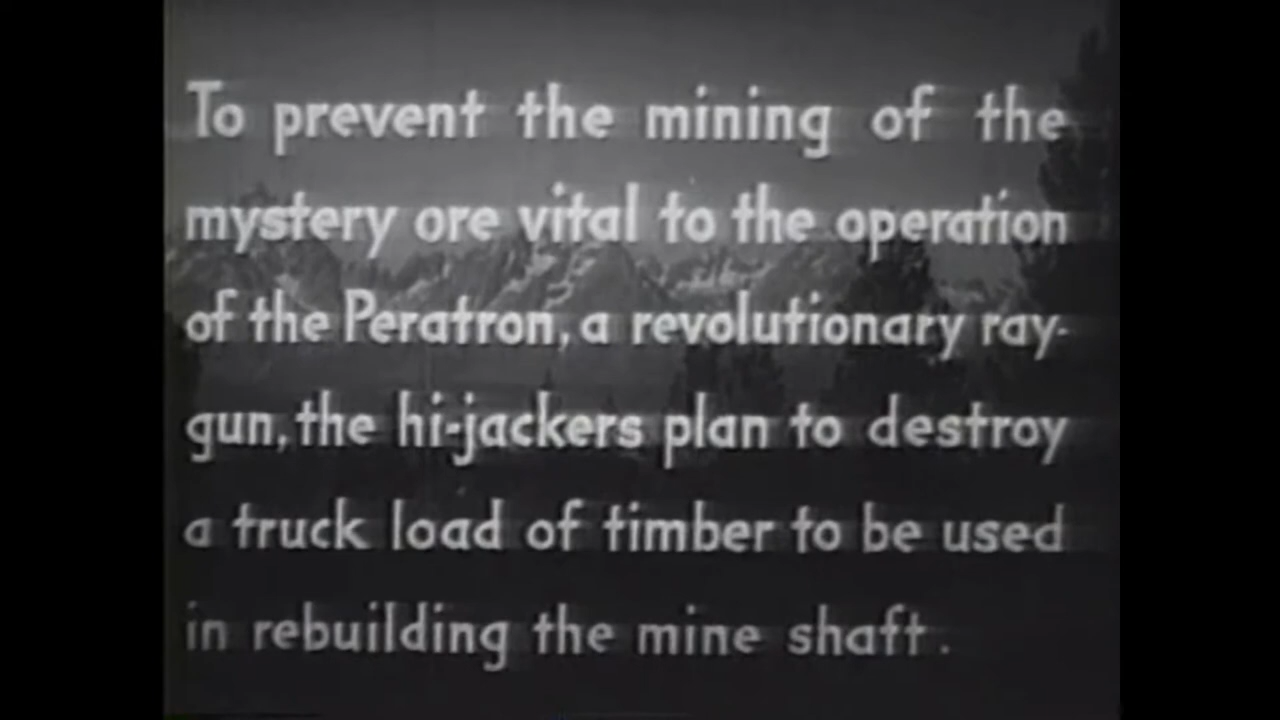 To prevent the mining of the
mystery ore vital to the operation
of the Peratron, a revolutionary ray-
gun, the hi-jackers plan to destroy
a truck load of timber to be used
in rebuilding the mine shaft.